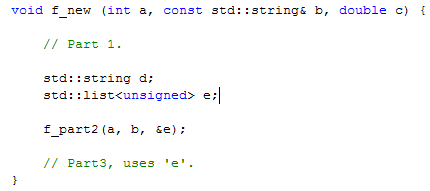 void f_new (int a, const std::string& b, double c) {
// Part 1.
std::string d;
std::list<unsigned> e;
f_part2(a, b, &e);
// Part3, uses 'e'.
}